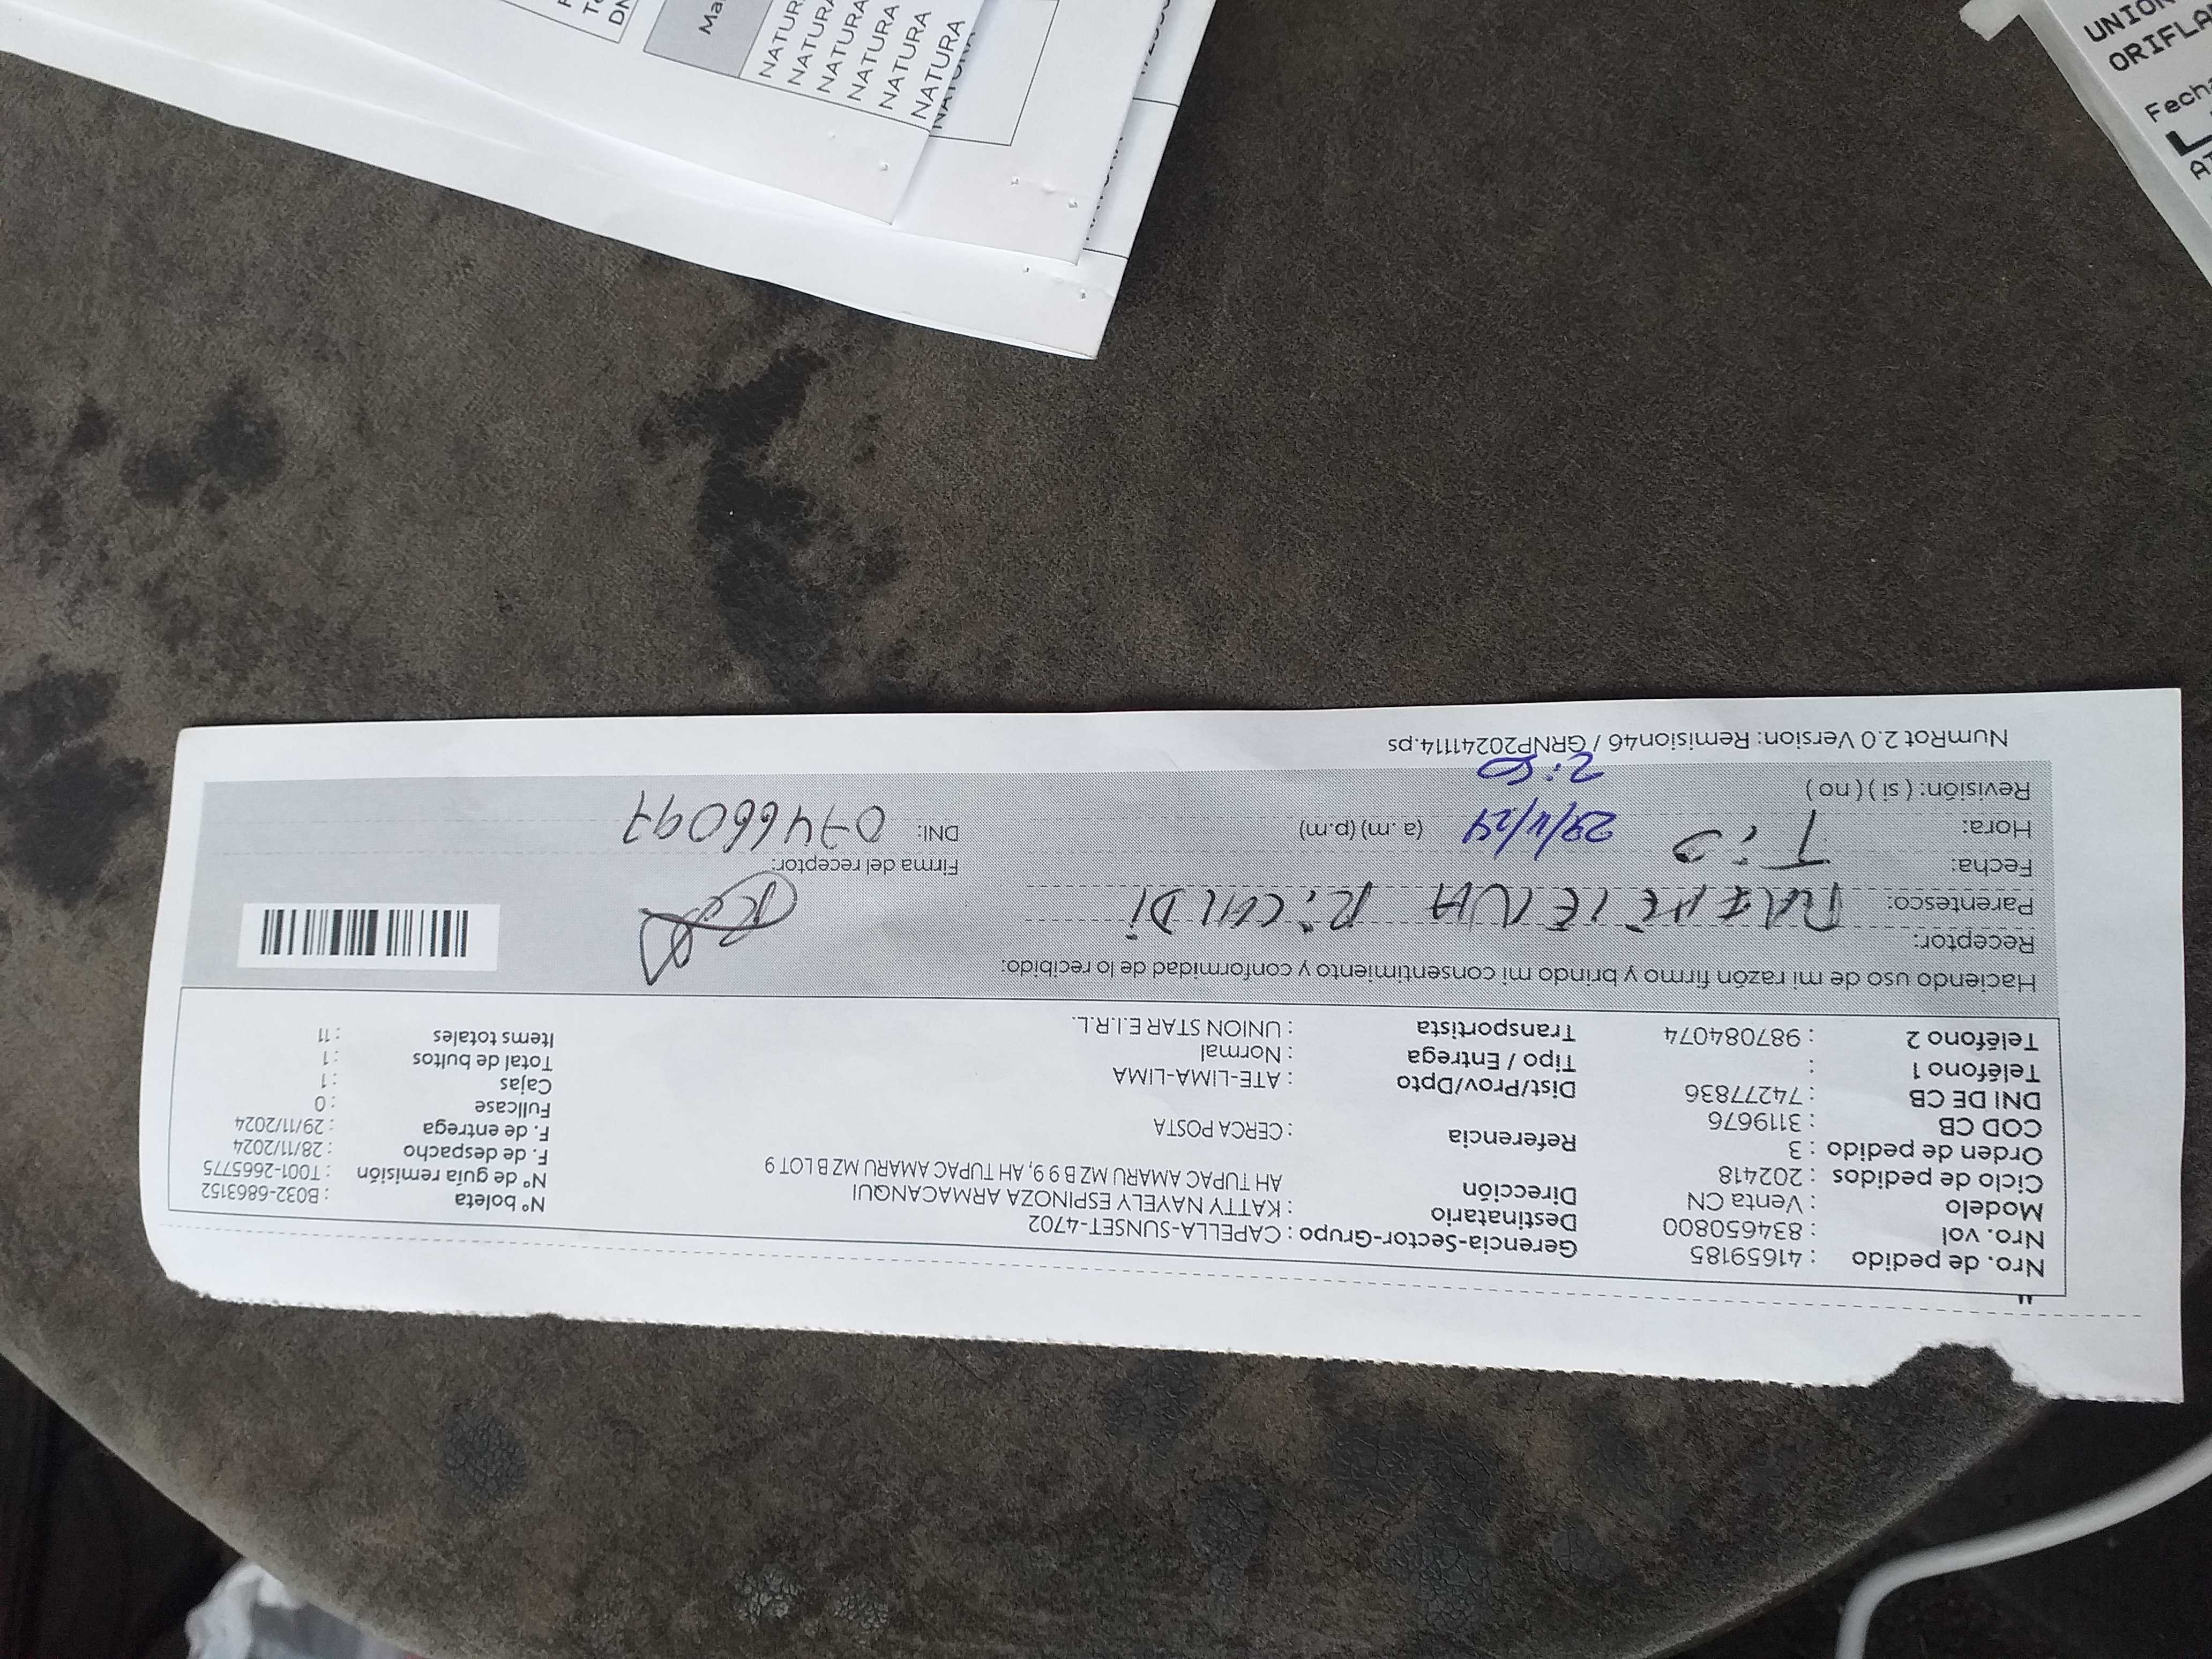 Nro. de pedido : 41659185 Gerencia-Sector-Grupo : CAPELLA-SUNSET-4702
Nro. vol : 834650800 Destinatario : KATTY NAYELY ESPINOZA ARMACANQUI Nº boleta : B032-6863152
Modelo : Venta CN Dirección AH TUPAC AMARU MZ B 9 9, AH TUPAC AMARU MZ B LOT 9 Nº de guía remisión : T001-2665775
Ciclo de pedidos : 202418 F. de despacho : 28/11/2024
Orden de pedido : 3 Referencia : CERCA POSTA F. de entrega : 29/11/2024
COD CB : 3119676 Fullcase : 0
DNI DE CB : 74277836 Dist/Prov/Dpto : ATE-LIMA-LIMA Cajas : 1
Teléfono 1 : Tipo / Entrega : Normal Total de bultos : 1
Teléfono 2 : 987084074 Transportista : UNION STAR E.I.R.L. Items totales : 11
Haciendo uso de mi razón firmo y brindo mi consentimiento y conformidad de lo recibido:
Receptor:
Parentesco:
Fecha: Tio Firma del receptor:
Hora: 29/11/24 (a.m) (p.m) DNI: 07466097
Revisión: ( si ) ( no )
NumRot 2.0 Version: Remision46 / GRNP20241114.ps
NATURA
NATURA
NATURA
NATURA
NATURA
NATURA
UNION